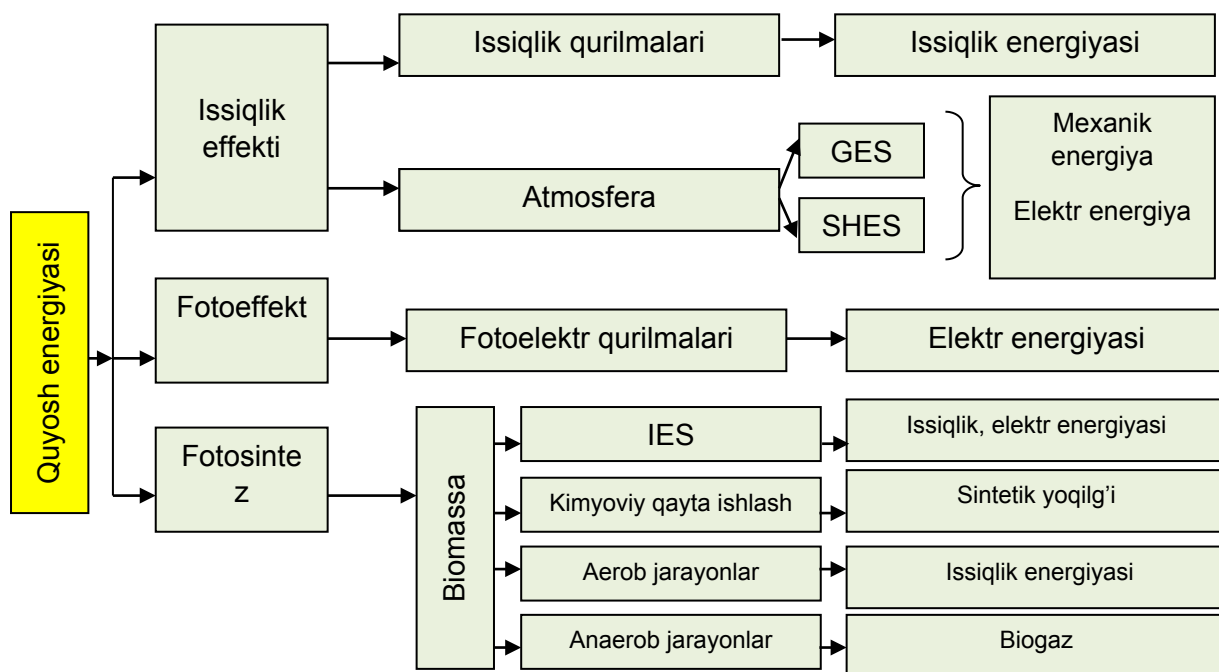 Quyosh energiyasi
Issiqlik
effekti
Issiqlik qurilmalari
Issiqlik energiyasi
Atmosfera
GES
SHES
Mexanik
energiya
Elektr energiya
Fotoeffekt
Fotoelektr qurilmalari
Elektr energiyasi
Fotosinte
z
Biomassa
IES
Issiqlik, elektr energiyasi
Kimyoviy qayta ishlash
Sintetik yoqilg’i
Aerob jarayonlar
Issiqlik energiyasi
Anaerob jarayonlar
Biogaz